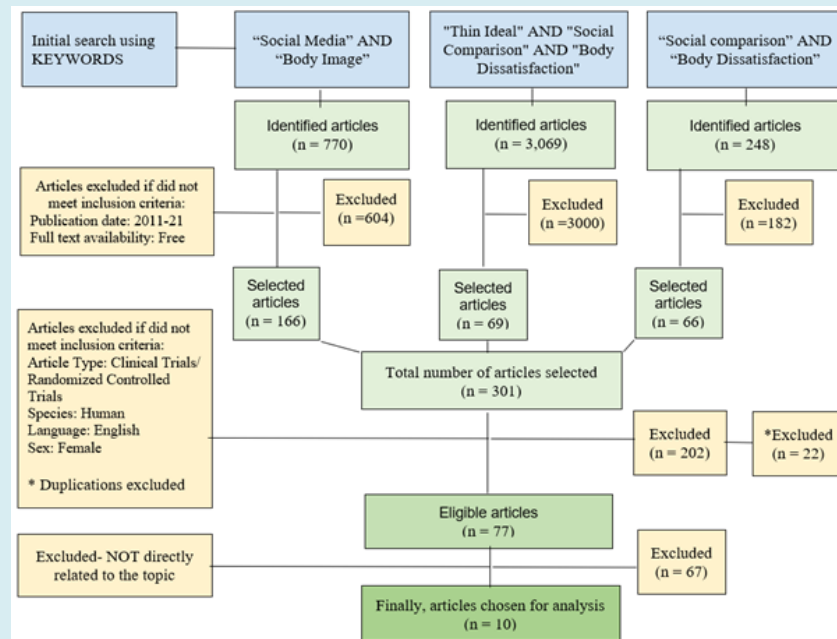 Initial search using
KEYWORDS
“Social Media” AND
“Body Image”
"Thin Ideal" AND "Social
Comparison" AND "Body
Dissatisfaction"
“Social comparison” AND
“Body Dissatisfaction”
Identified articles
(n = 770)
Identified articles
(n = 3,069)
Identified articles
(n = 248)
Articles excluded if did not
meet inclusion criteria:
Publication date: 2011-21
Full text availability: Free
Excluded
(n =604)
Excluded
(n =3000)
Excluded
(n =182)
Selected
articles
(n = 166)
Selected
articles
(n = 69)
Selected
articles
(n = 66)
Articles excluded if did not
meet inclusion criteria:
Article Type: Clinical Trials/
Randomized Controlled
Trials
Species: Human
Language: English
Sex: Female
* Duplications excluded
Total number of articles selected
(n = 301)
Excluded
(n = 202)
*Excluded
(n = 22)
Eligible articles
(n = 77)
Excluded- NOT directly
related to the topic
Excluded
(n = 67)
Finally, articles chosen for analysis
(n = 10)